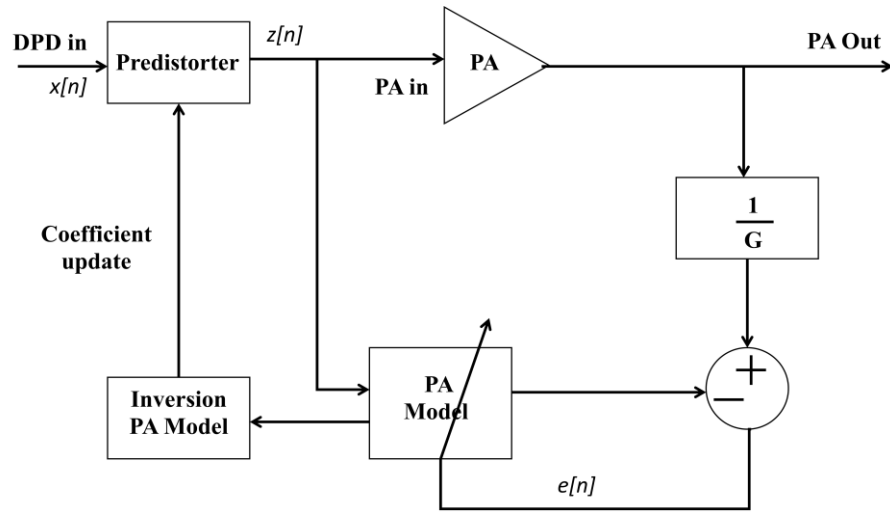 DPD in
x[n]
Predistorter
z[n]
PA in
PA
PA Out
1
G
Coefficient
update
Inversion
PA Model
PA
Model
+
−
e[n]